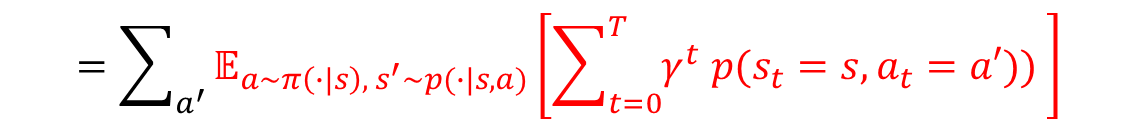 = ∑_{a′} 𝔼_{a∼π(·|s), s′∼p(·|s,a)} [∑_{t=0}^{T} γ^t p(s_t = s, a_t = a′))]